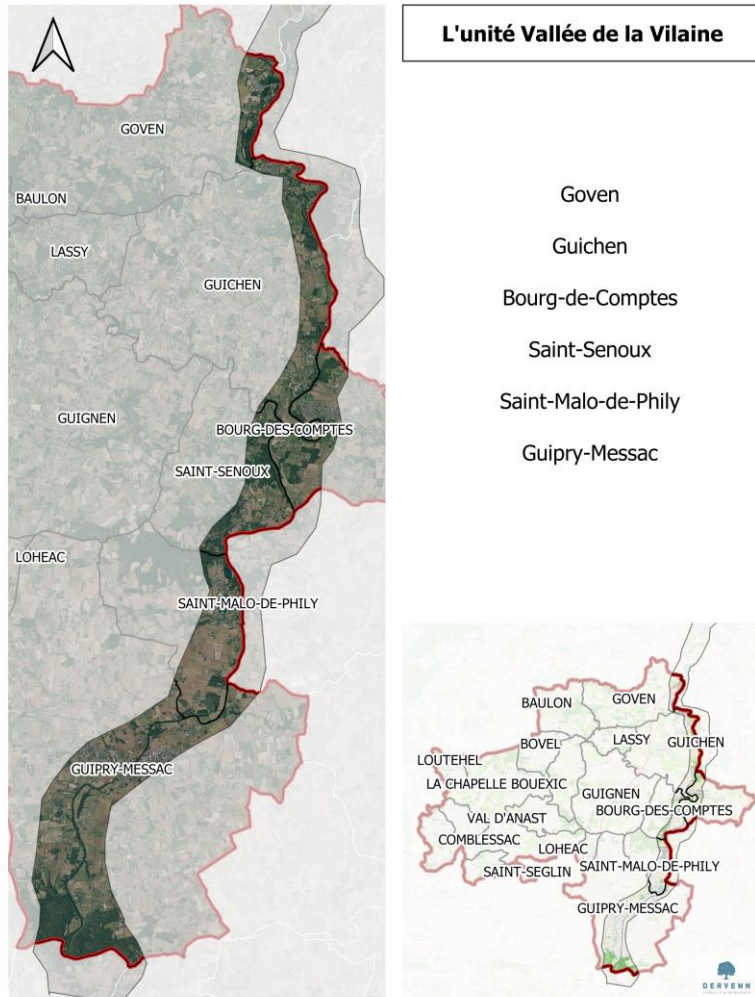 L'unité Vallée de la Vilaine
GOVEN
BAULON
LASSY
GUICHEN
GUIGNEN
BOURG-DES-COMPTES
SAINT-SENOUX
LOHEAC
SAINT-MALO-DE-PHILY
GUIPRY-MESSAC
Goven
Guichen
Bourg-de-Comptes
Saint-Senoux
Saint-Malo-de-Phily
Guipry-Messac
BAULON
GOVEN
BOVEL
LASSY
GUICHEN
LOUTEHEL
LA CHAPELLE BOUEXIC
GUIGNEN
BOURG-DES-COMPTES
VAL D'ANAST
COMBLESSAC
LOHEAC
SAINT-SEGLIN
SAINT-MALO-DE-PHILY
GUIPRY-MESSAC
DERVENN